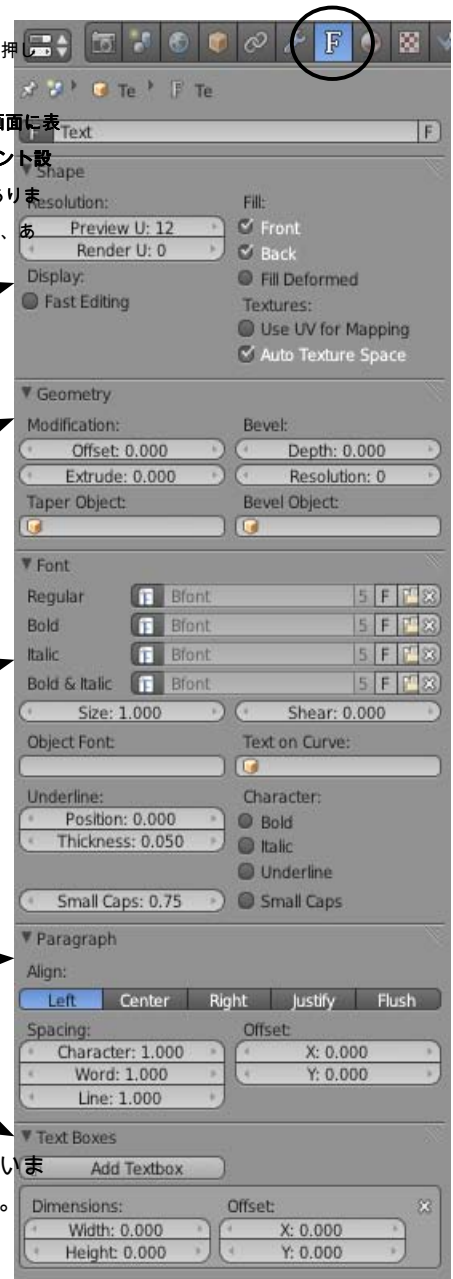 押し
F
Te Te
画面に表
F Text F
ント設
Shape
ありま
Resolution: Fill:
、あ
Preview U: 12 Front
Render U: 0 Back
Display: Fill Deformed
Fast Editing Textures:
Use UV for Mapping
Auto Texture Space
Geometry
Modification: Bevel:
Offset: 0.000 Depth: 0.000
Extrude: 0.000 Resolution: 0
Taper Object: Bevel Object:
Font
Regular F Bfont 5 F
Bold F Bfont 5 F
Italic F Bfont 5 F
Bold & Italic F Bfont 5 F
Size: 1.000 Shear: 0.000
Object Font: Text on Curve:
Underline: Character:
Position: 0.000 Bold
Thickness: 0.050 Italic
Underline
Small Caps: 0.75 Small Caps
Paragraph
Align:
Left Center Right Justify Flush
Spacing: Offset:
Character: 1.000 X: 0.000
Word: 1.000 Y: 0.000
Line: 1.000
Text Boxes
いま
Add Textbox
。
Dimensions: Offset:
Width: 0.000 X: 0.000
Height: 0.000 Y: 0.000